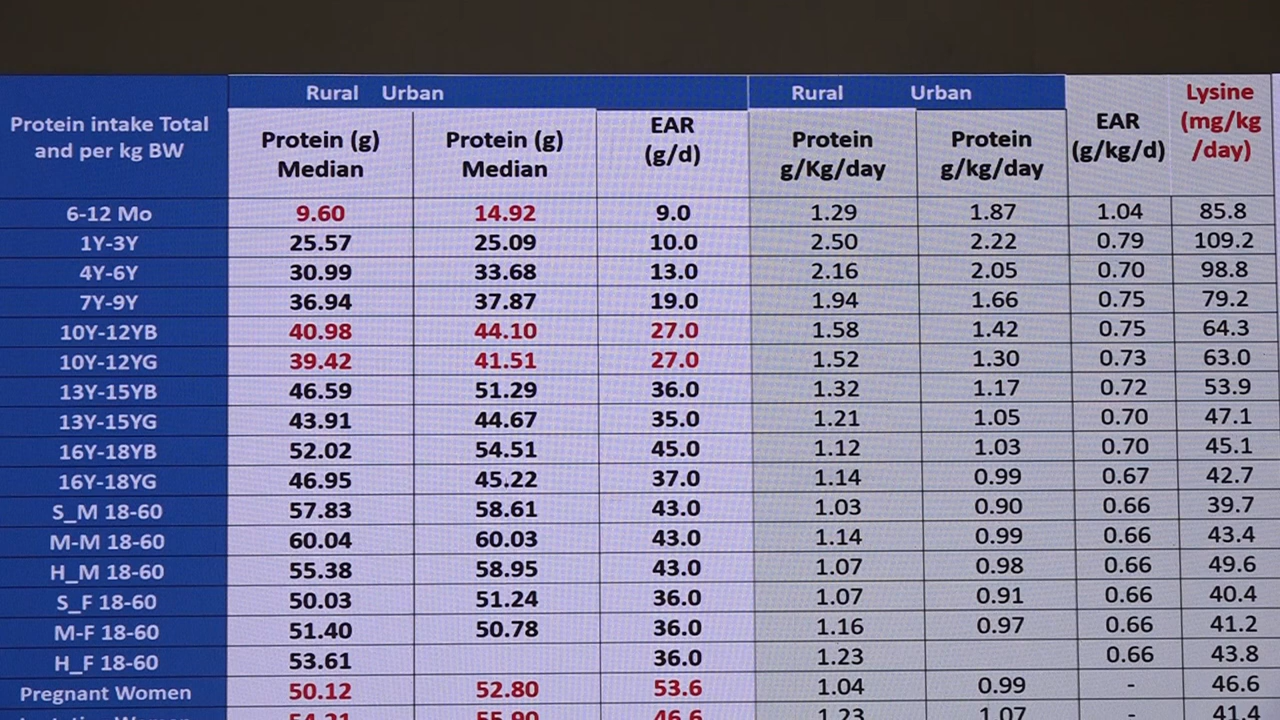 Rural Urban Rural Urban
Protein intake Total and per kg BW Protein (g) Median Protein (g) Median EAR (g/d) Protein g/Kg/day Protein g/kg/day EAR (g/kg/d) Lysine (mg/kg /day)
6-12 Mo 9.60 14.92 9.0 1.29 1.87 1.04 85.8
1Y-3Y 25.57 25.09 10.0 2.50 2.22 0.79 109.2
4Y-6Y 30.99 33.68 13.0 2.16 2.05 0.70 98.8
7Y-9Y 36.94 37.87 19.0 1.94 1.66 0.75 79.2
10Y-12YB 40.98 44.10 27.0 1.58 1.42 0.75 64.3
10Y-12YG 39.42 41.51 27.0 1.52 1.30 0.73 63.0
13Y-15YB 46.59 51.29 36.0 1.32 1.17 0.72 53.9
13Y-15YG 43.91 44.67 35.0 1.21 1.05 0.70 47.1
16Y-18YB 52.02 54.51 45.0 1.12 1.03 0.70 45.1
16Y-18YG 46.95 45.22 37.0 1.14 0.99 0.67 42.7
S_M 18-60 57.83 58.61 43.0 1.03 0.90 0.66 39.7
M-M 18-60 60.04 60.03 43.0 1.14 0.99 0.66 43.4
H_M 18-60 55.38 58.95 43.0 1.07 0.98 0.66 49.6
S_F 18-60 50.03 51.24 36.0 1.07 0.91 0.66 40.4
M-F 18-60 51.40 50.78 36.0 1.16 0.97 0.66 41.2
H_F 18-60 53.61 36.0 1.23 0.66 43.8
Pregnant Women 50.12 52.80 53.6 1.04 0.99 - 46.6
1.23 1.07 - 41.4